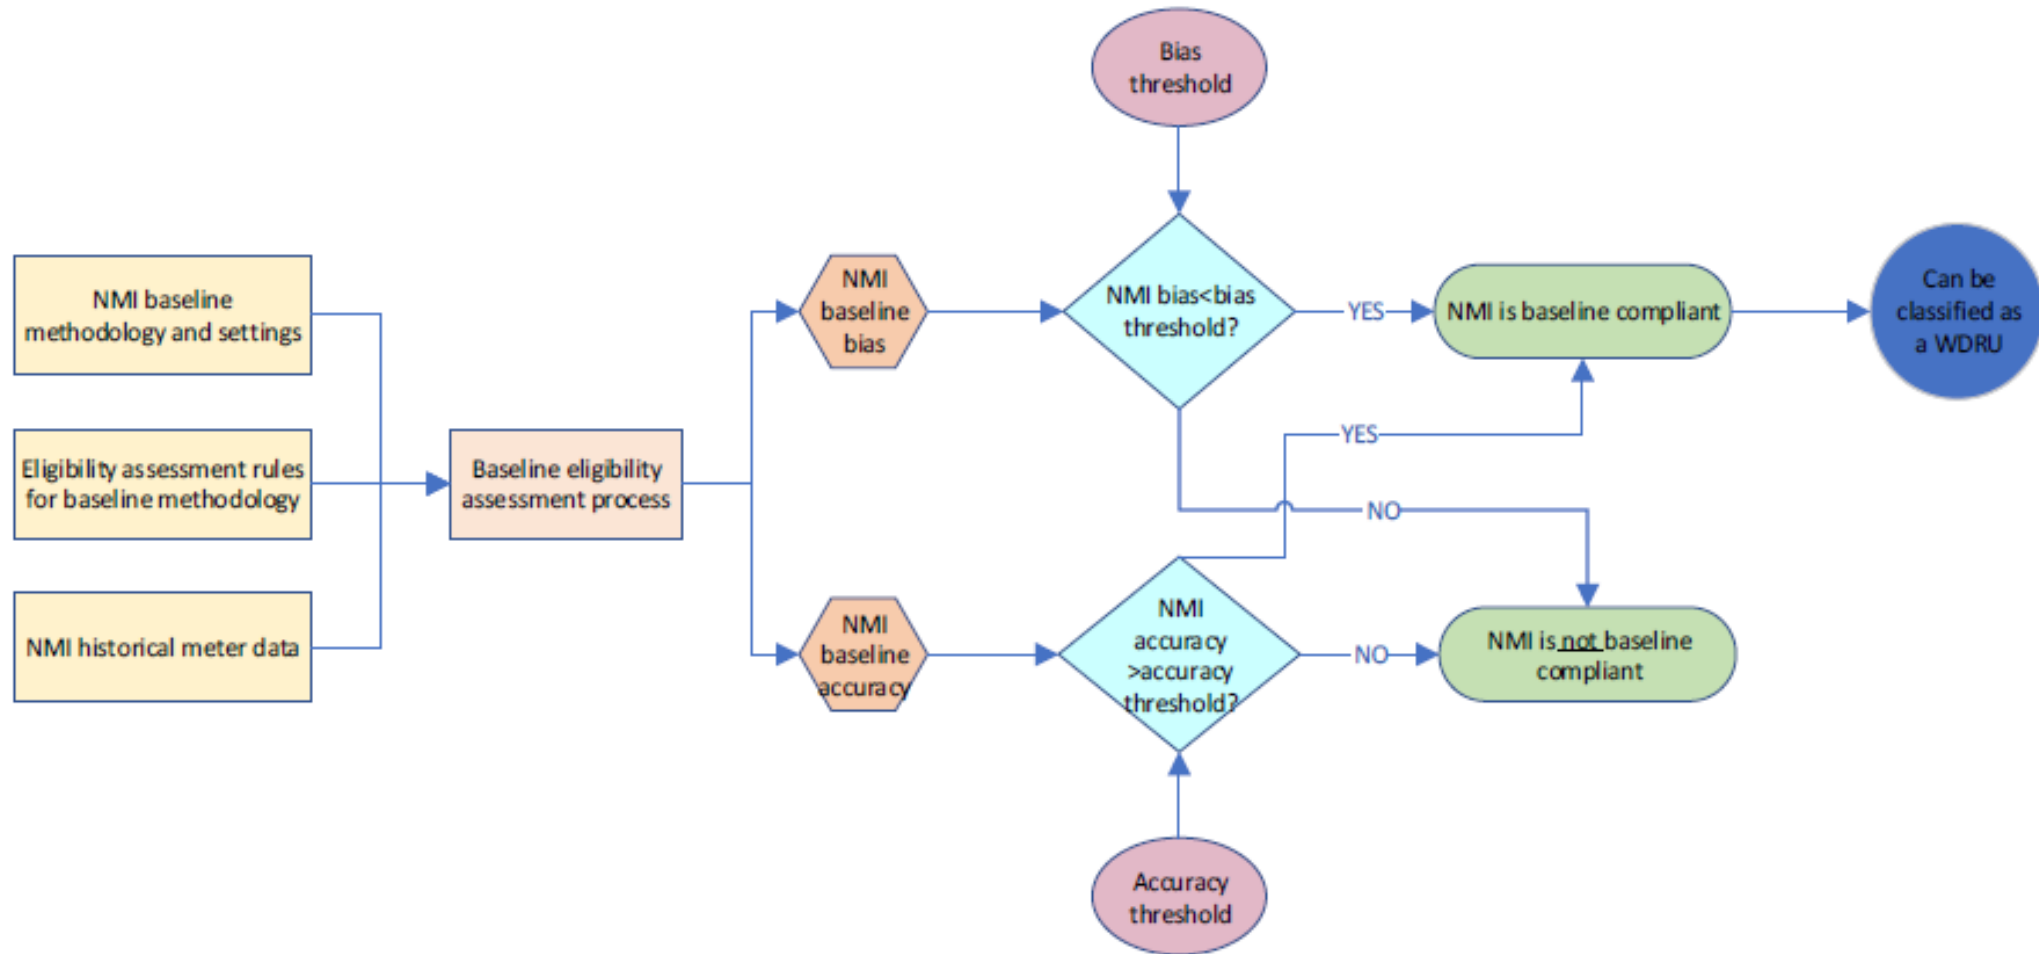 Bias
threshold
NMI baseline
methodology and settings
NMI
baseline
bias
NMI bias<bias
threshold?
YES
NMI is baseline compliant
Can be
classified as
a WDRU
YES
Eligibility assessment rules
for baseline methodology
Baseline eligibility
assessment process
NO
NMI historical meter data
NMI
baseline
accuracy
NMI
accuracy
>accuracy
threshold?
NO
NMI is not baseline
compliant
Accuracy
threshold